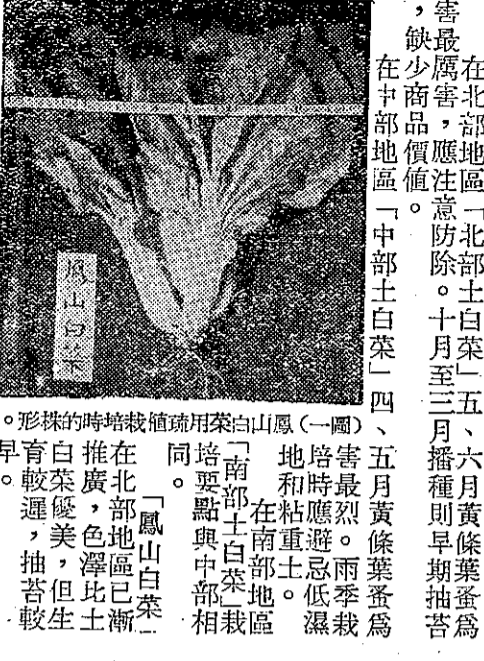 在北部地區「北部土白菜」五、六月黃條葉蚤爲
害最厲害,應注意防除。十月至三月播種則早期抽苔
,缺少商品價値。
在中部地區「中部土白菜」四、五月黃條葉蚤爲
害最烈。雨季栽
培時應避忌低濕
地和粘重土。
在南部地區
「南部土白菜」栽
培要點與中部相
同。
「鳳山白菜」
在北部地區已漸
推廣,色澤比土
白菜優美,但生
育較遲,抽苔較
早。
鳳山白菜
(圖一)鳳山白菜用疏植栽培時的株形。